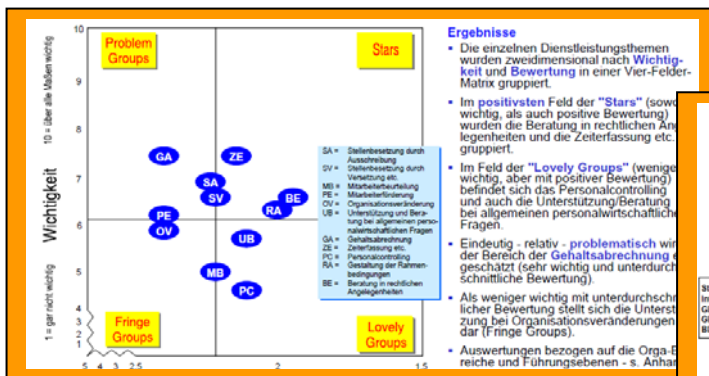 10 = über alle Maßen wichtig
Wichtigkeit
1 = gar nicht wichtig
10
9
8
7
6
5
4
3
2
1
Problem
Groups
Stars
GA
ZE
SA
SV
BE
RA
PE
OV
UB
MB
PC
Fringe
Groups
Lovely
Groups
5 4 3 2.5 2 1.5
SA = Stellenbesetzung durch
Ausschreibung
SV = Stellenbesetzung durch
Versetzung etc.
MB = Mitarbeiterbeurteilung
PE = Mitarbeiterförderung
OV = Organisationsveränderung
UB = Unterstützung und Bera-
tung bei allgemeinen perso-
nalwirtschaftlichen Fragen
GA = Gehaltsabrechnung
ZE = Zeiterfassung etc.
PC = Personalcontrolling
RA = Gestaltung der Rahmen-
bedingungen
BE = Beratung in rechtlichen
Angelegenheiten
Ergebnisse
Die einzelnen Dienstleistungsthemen
wurden zweidimensional nach Wichtig-
keit und Bewertung in einer Vier-Felder-
Matrix gruppiert.
Im positivsten Feld der "Stars" (sowo
wichtig, als auch positive Bewertung)
wurden die Beratung in rechtlichen Ang
legenheiten und die Zeiterfassung etc.
gruppiert.
Im Feld der "Lovely Groups" (wenige
wichtig, aber mit positiver Bewertung)
befindet sich das Personalcontrolling
und auch die Unterstützung/Beratung
bei allgemeinen personalwirtschaftliche
Fragen.
Eindeutig - relativ - problematisch wir
der Bereich der Gehaltsabrechnung e
geschätzt (sehr wichtig und unterdurch
schnittliche Bewertung).
Als weniger wichtig mit unterdurchschn
licher Bewertung stellt sich die Unterst
zung bei Organisationsveränderungen
dar (Fringe Groups).
Auswertungen bezogen auf die Orga-B
reiche und Führungsebenen - s. Anhan